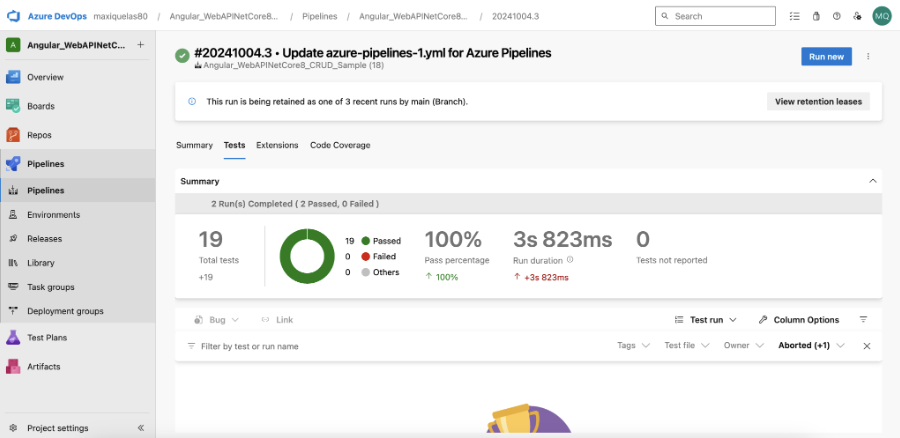 Azure DevOps maxiquelas80 / Angular_WebAPINetCore8... / Pipelines / Angular_WebAPINetCore8... / 20241004.3
Search
MQ
A Angular_WebAPINetC... +
Overview
Boards
Repos
Pipelines
Pipelines
Environments
Releases
Library
Task groups
Deployment groups
Test Plans
Artifacts
Project settings
#20241004.3 • Update azure-pipelines-1.yml for Azure Pipelines
Angular_WebAPINetCore8_CRUD_Sample (18)
Run new
This run is being retained as one of 3 recent runs by main (Branch).
View retention leases
Summary Tests Extensions Code Coverage
Summary
2 Run(s) Completed ( 2 Passed, 0 Failed )
19
Total tests
+19
19 Passed
0 Failed
0 Others
100%
Pass percentage
↑ 100%
3s 823ms
Run duration
↑ +3s 823ms
0
Tests not reported
Bug Link
Test run Column Options
Filter by test or run name
Tags Test file Owner Aborted (+1)